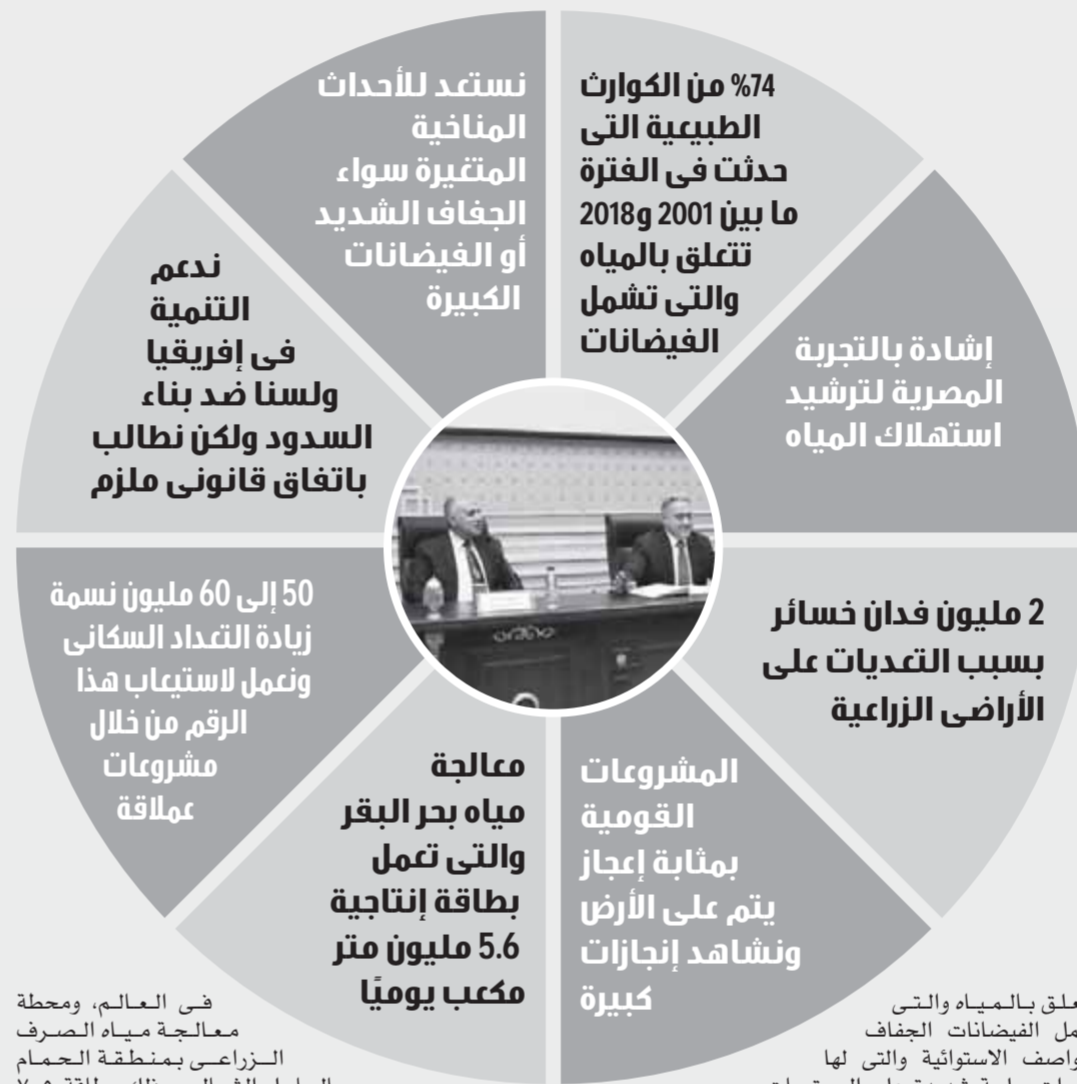 %74 من الكوارث
الطبيعية التى
حدثت فى الفترة
ما بين 2001 و2018
تتعلق بالمياه
والتى تشمل
الفيضانات
إشادة بالتجربة
المصرية لترشيد
استهلاك المياه
2 مليون فدان خسائر
بسبب التعديات على
الأراضى الزراعية
المشروعات
القومية
بمثابة إعجاز
يتم على الأرض
ونشاهد إنجازات
كبيرة
معالجة
مياه بحر البقر
والتى تعمل
بطاقة إنتاجية
5.6 مليون متر
مكعب يوميًا
50 إلى 60 مليون نسمة
زيادة التعداد السكانى
ونعمل لاستيعاب هذا
الرقم من خلال
مشروعات
عملاقة
ندعم
التنمية
فى إفريقيا
ولسنا ضد بناء
السدود ولكن نطالب
باتفاق قانونى ملزم
نستعد للأحداث
المناخية
المتغيرة سواء
الجفاف الشديد
أو الفيضانات
الكبيرة
بالمياه والتى
الفيضانات الجفاف
الاستوائية والتى لها
فى العالم، ومحطة
معالجة مياه الصرف
الزراعى بمنطقة الحمام